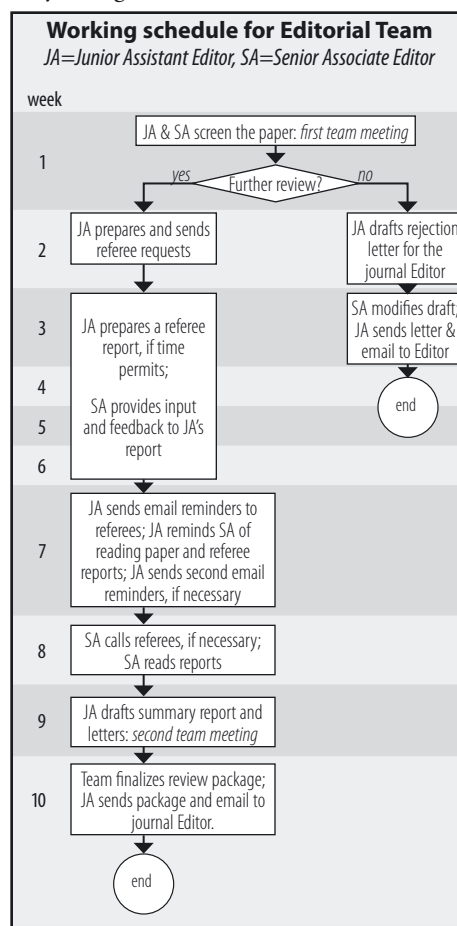 Working schedule for Editorial Team
JA=Junior Assistant Editor, SA=Senior Associate Editor
week
1
JA & SA screen the paper: first team meeting
yes
Further review?
no
2
JA prepares and sends
referee requests
JA drafts rejection
letter for the
journal Editor
3
JA prepares a referee
report, if time
permits;
SA provides input
and feedback to JA's
report
SA modifies draft;
JA sends letter &
email to Editor
4
end
5
6
7
JA sends email reminders to
referees; JA reminds SA of
reading paper and referee
reports; JA sends second email
reminders, if necessary
8
SA calls referees, if necessary;
SA reads reports
9
JA drafts summary report and
letters: second team meeting
10
Team finalizes review package;
JA sends package and email to
journal Editor.
end